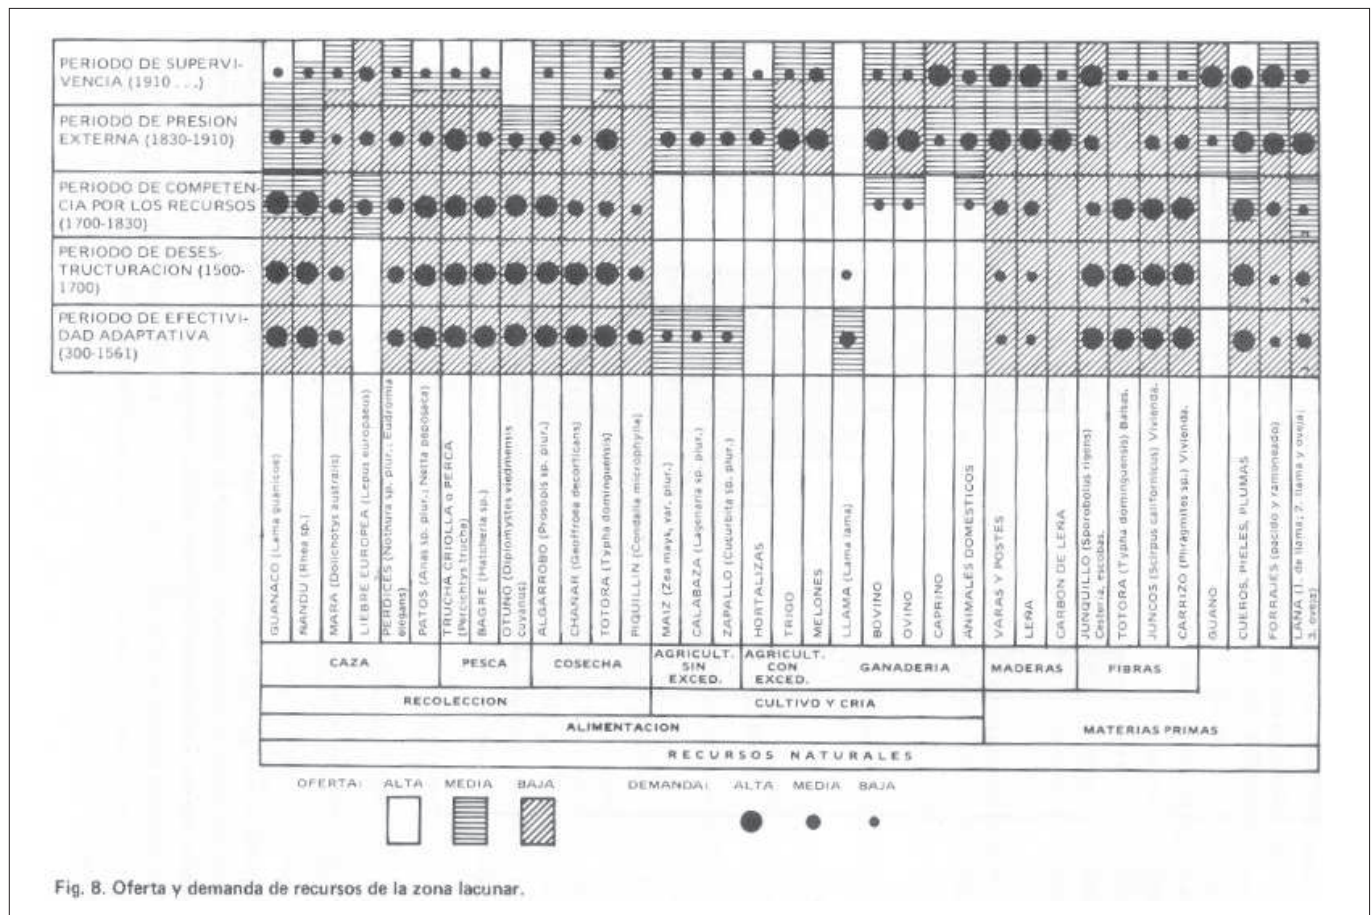 PERIODO DE SUPERVI-
VENCIA (1910 . . .)
PERIODO DE PRESION
EXTERNA (1830-1910)
PERIODO DE COMPETEN-
CIA POR LOS RECURSOS
(1700-1830)
PERIODO DE DESES-
TRUCTURACION (1500-
1700)
PERIODO DE EFECTIVI-
DAD ADAPTATIVA
(300-1561)
GUANACO (Lama guanicos)
ÑANDU (Rhea sp.)
MARA (Dolichotys australis)
LIEBRE EUROPEA (Lepus europaeus)
PERDICES (Nothura sp. plur.; Eudromia
elegans)
PATOS (Anas sp. plur.; Netta peposaca)
TRUCHA CRIOLLA o PERCA
(Percichtys trucha)
BAGRE (Hatscheria sp.)
OTUNO (Diplomystes viedmensis
cuyanus)
ALGARROBO (Prosopis sp. plur.)
CHANAR (Geoffroea decorticans)
TOTORA (Typha dominguensis)
PIQUILLIN (Condalia microphylla)
MAIZ (Zea mays, var. plur.)
CALABAZA (Lagenaria sp. plur.)
ZAPALLO (Cucurbita sp. plur.)
HORTALIZAS
TRIGO
MELONES
LLAMA (Lama lama)
BOVINO
OVINO
CAPRINO
ANIMALES DOMESTICOS
VARAS Y POSTES
LEÑA
CARBON DE LEÑA
JUNQUILLO (Sporobolus rigens)
Cestería, escobas.
TOTORA (Typha dominguensis) Balsas.
JUNCOS (Scirpus californicus) Vivienda.
CARRIZO (Phragmites sp.) Vivienda.
GUANO
CUEROS, PIELES, PLUMAS
FORRAJES (pacido y ramoneado)
LANA (1. de llama; 2. llama y oveja;
3. oveja)
CAZA
PESCA
COSECHA
AGRICULT.
SIN
EXCED.
AGRICULT.
CON
EXCED.
GANADERIA
MADERAS
FIBRAS
RECOLECCION
CULTIVO Y CRIA
ALIMENTACION
MATERIAS PRIMAS
RECURSOS NATURALES
OFERTA: ALTA MEDIA BAJA DEMANDA: ALTA MEDIA BAJA
Fig. 8. Oferta y demanda de recursos de la zona lacunar.